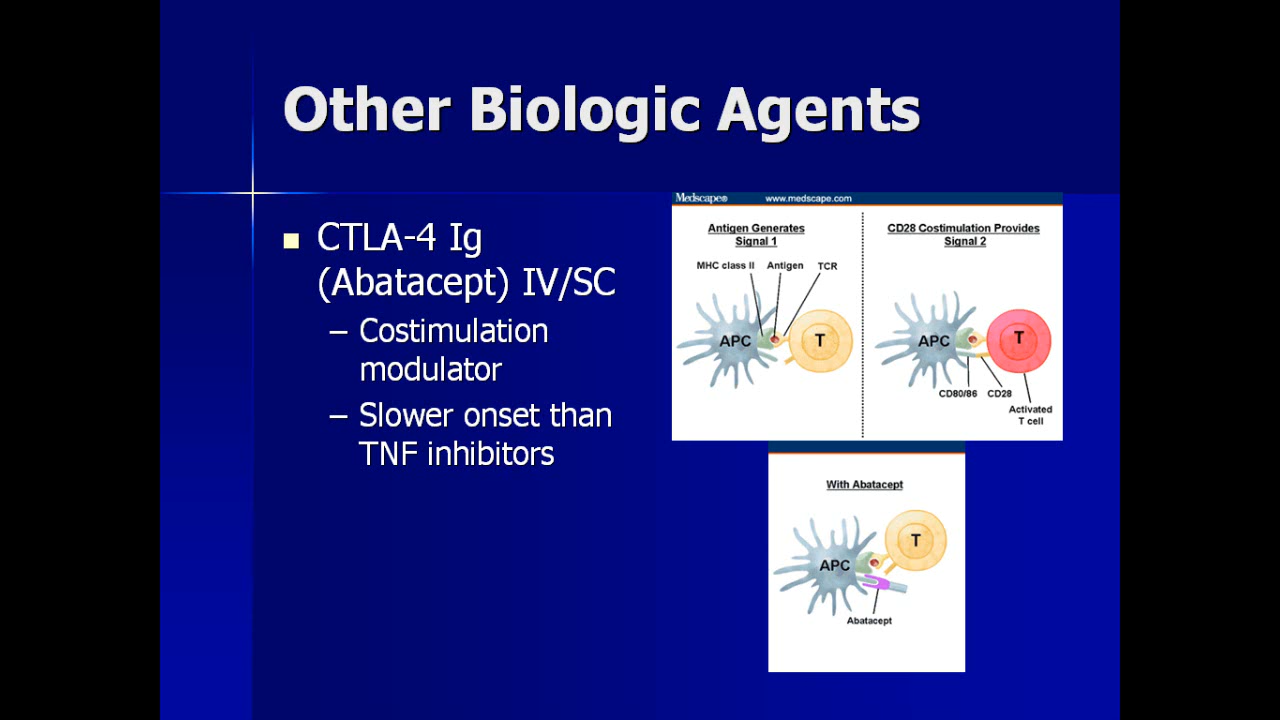 Other Biologic Agents
CTLA-4 Ig
(Abatacept) IV/SC
– Costimulation
modulator
– Slower onset than
TNF inhibitors
Medscape® www.medscape.com
Antigen Generates
Signal 1
MHC class II Antigen TCR
APC T
CD28 Costimulation Provides
Signal 2
APC T
CD80/86 CD28
Activated
T cell
With Abatacept
T
APC
Abatacept